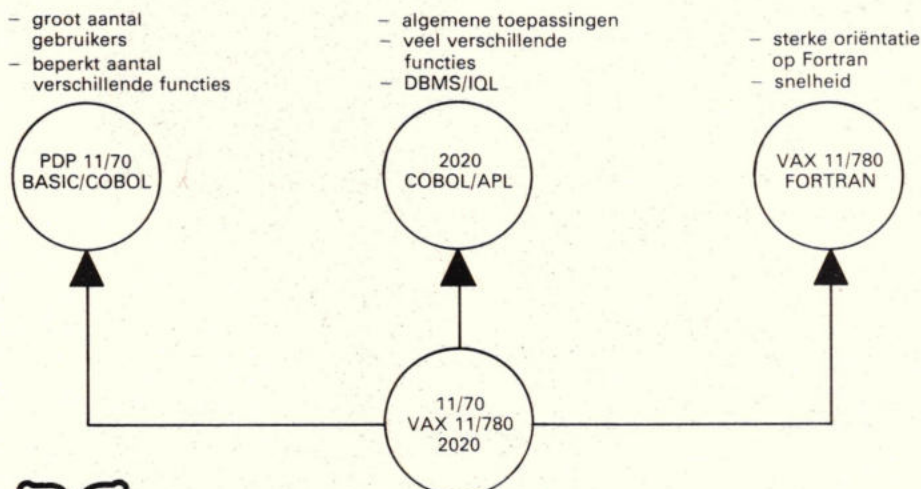 – groot aantal
gebruikers
– beperkt aantal
verschillende functies
PDP 11/70
BASIC/COBOL
– algemene toepassingen
– veel verschillende
functies
– DBMS/IQL
2020
COBOL/APL
– sterke oriëntatie
op Fortran
– snelheid
VAX 11/780
FORTRAN
11/70
VAX 11/780
2020